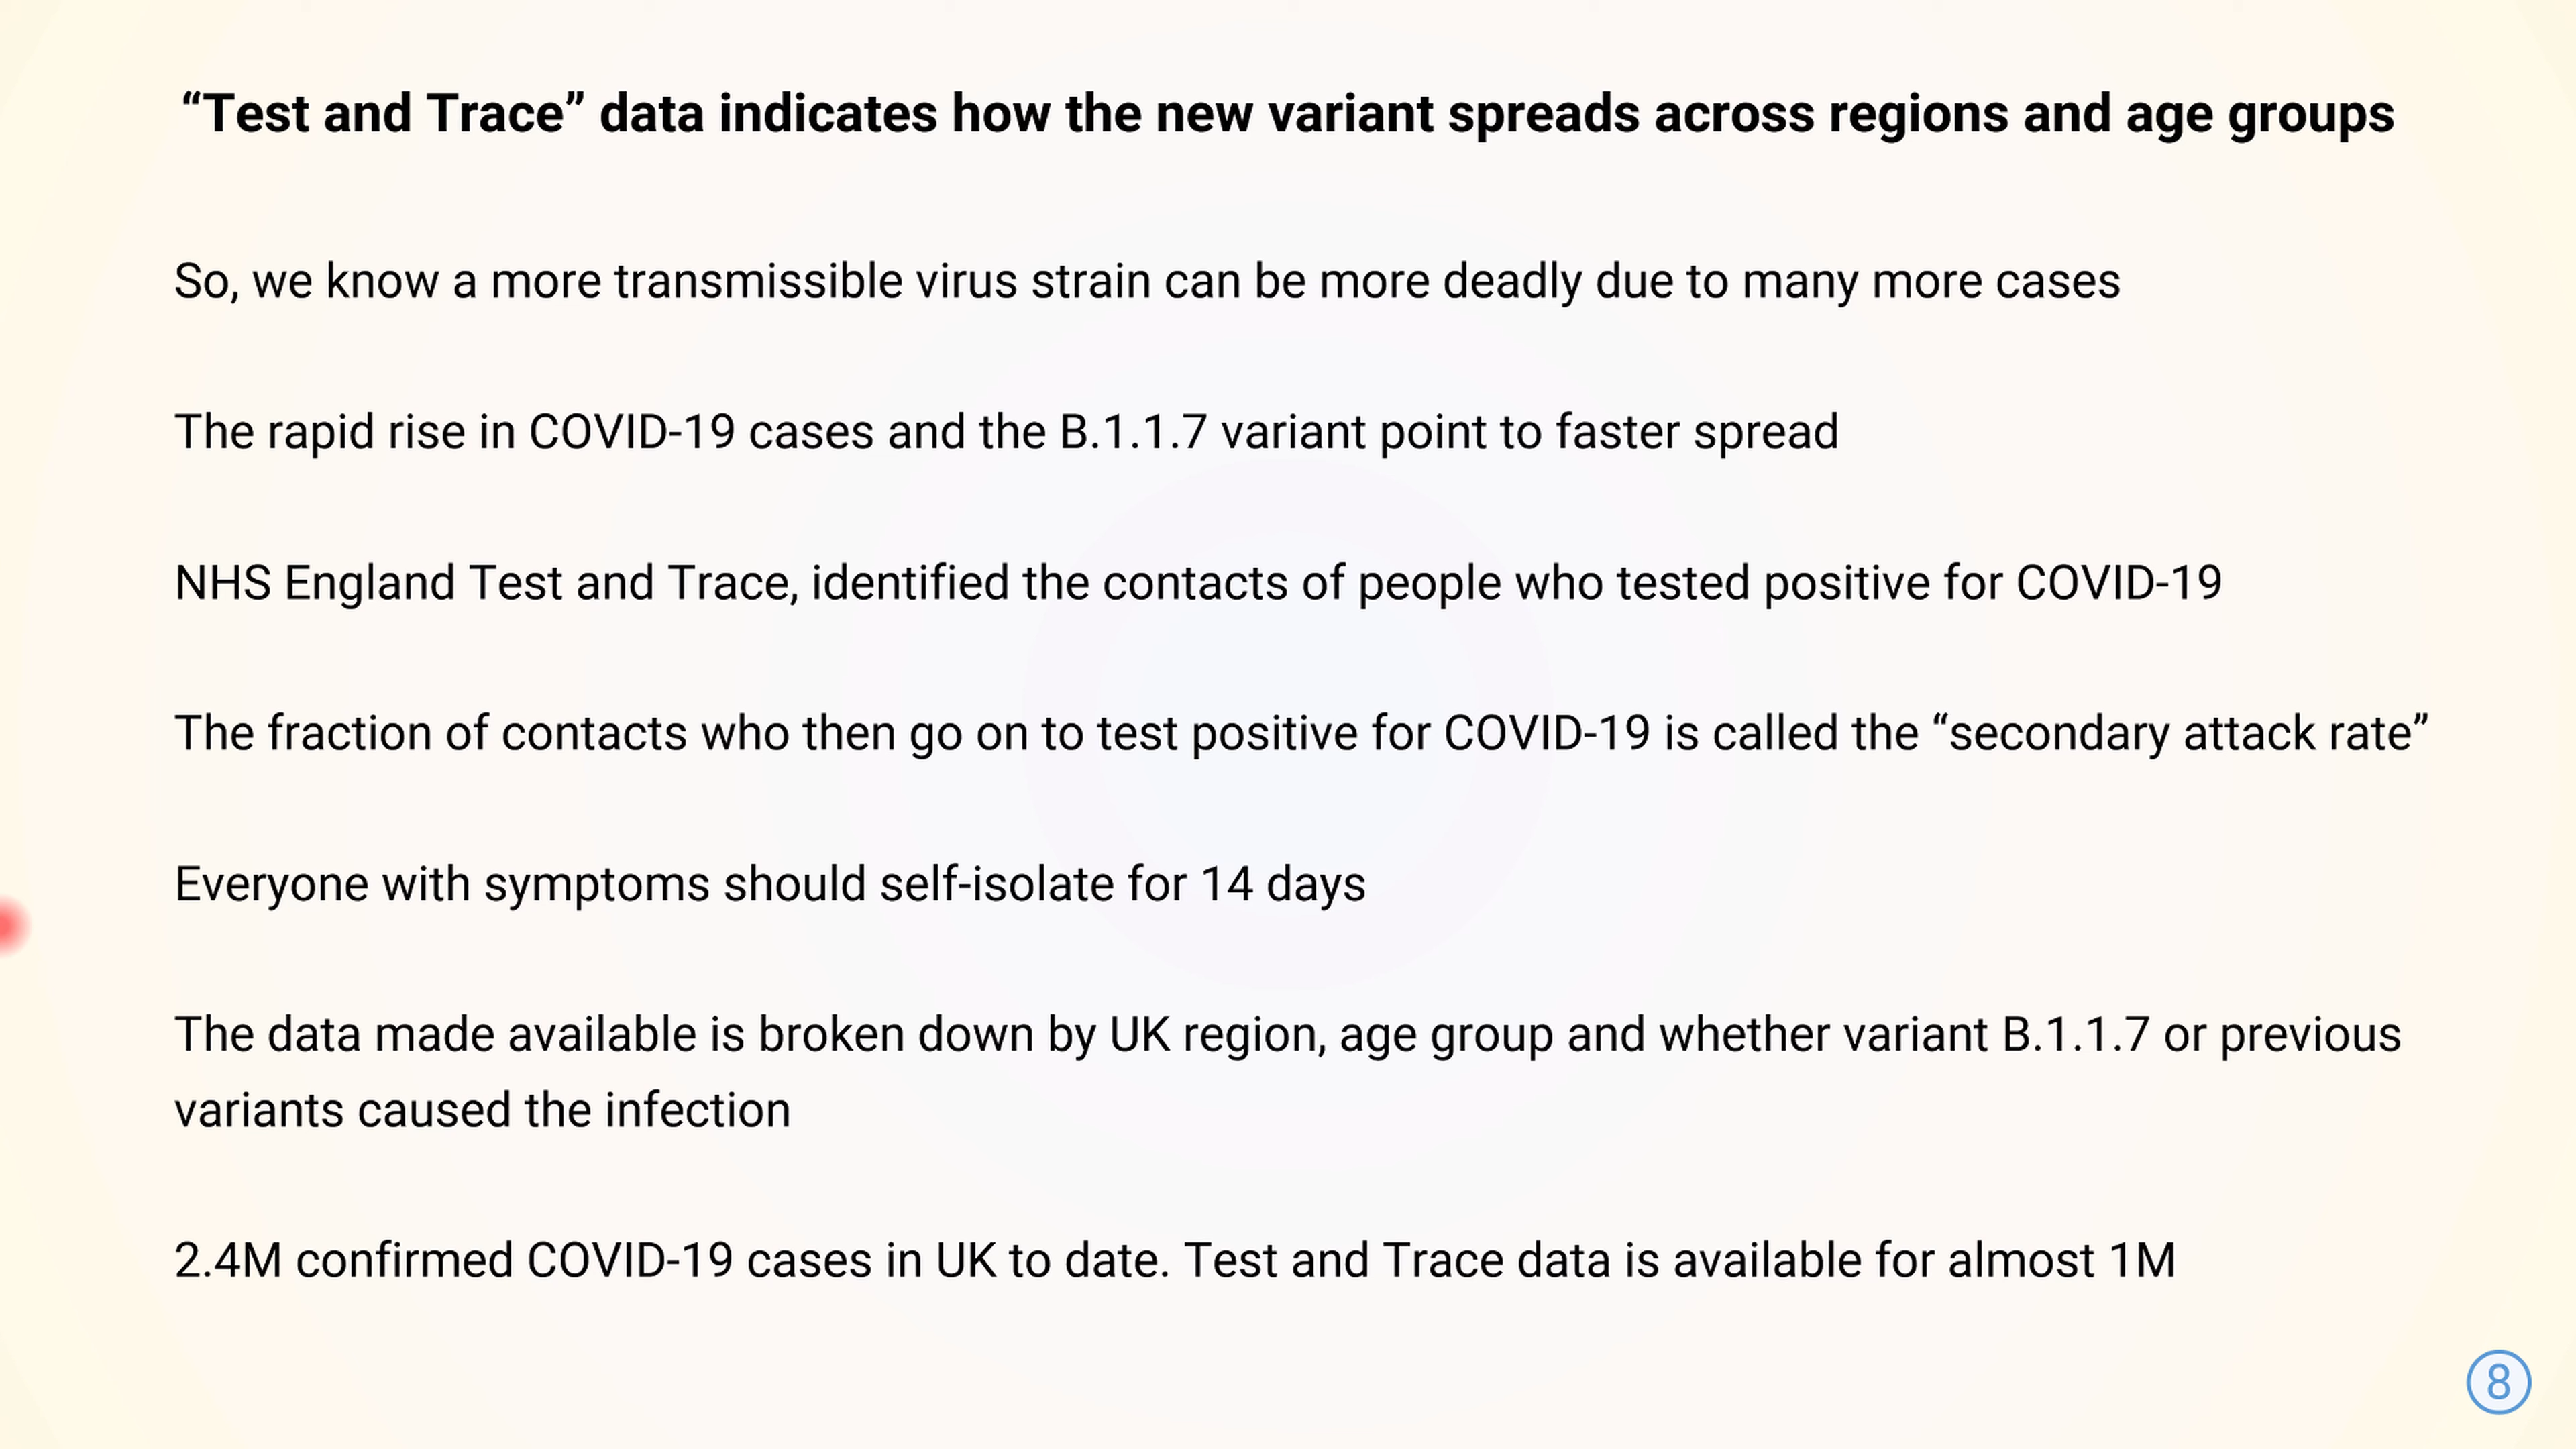 “Test and Trace” data indicates how the new variant spreads across regions and age groups
So, we know a more transmissible virus strain can be more deadly due to many more cases
The rapid rise in COVID-19 cases and the B.1.1.7 variant point to faster spread
NHS England Test and Trace, identified the contacts of people who tested positive for COVID-19
The fraction of contacts who then go on to test positive for COVID-19 is called the “secondary attack rate”
Everyone with symptoms should self-isolate for 14 days
The data made available is broken down by UK region, age group and whether variant B.1.1.7 or previous
variants caused the infection
2.4M confirmed COVID-19 cases in UK to date. Test and Trace data is available for almost 1M
8